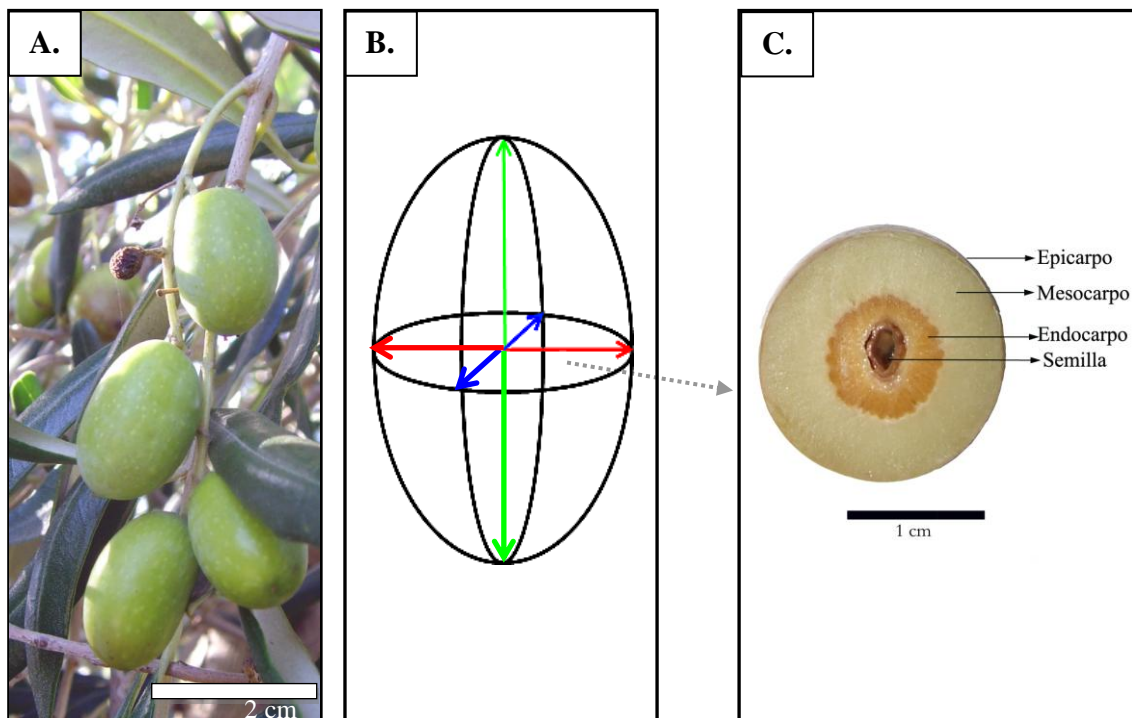 A.
B.
C.
Epicarpo
Mesocarpo
Endocarpo
Semilla
1 cm
2 cm